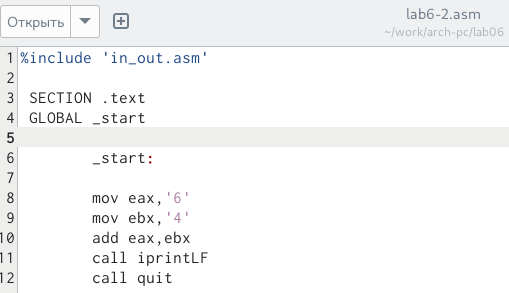 Открыть
lab6-2.asm
~/work/arch-pc/lab06
1 %include 'in_out.asm'
2
3 SECTION .text
4 GLOBAL _start
5
6 _start:
7
8 mov eax,'6'
9 mov ebx,'4'
10 add eax,ebx
11 call iprintLF
12 call quit